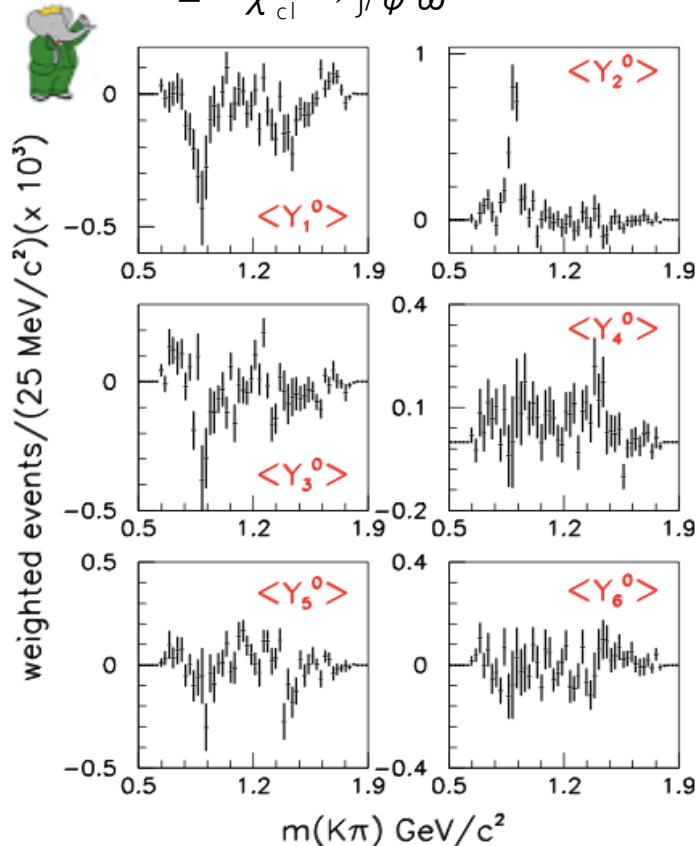 χ cl J/ψ ω
weighted events/(25 MeV/c²)(x 10³)
0
−0.5
0.5 1.2 1.9
<Y₁⁰>
1
0
0.5 1.2 1.9
<Y₂⁰>
0
−0.5
0.5 1.2 1.9
<Y₃⁰>
0.4
0.1
−0.2
0.5 1.2 1.9
<Y₄⁰>
0.5
0
−0.5
0.5 1.2 1.9
<Y₅⁰>
0.4
0
−0.4
0.5 1.2 1.9
<Y₆⁰>
m(Kπ) GeV/c²